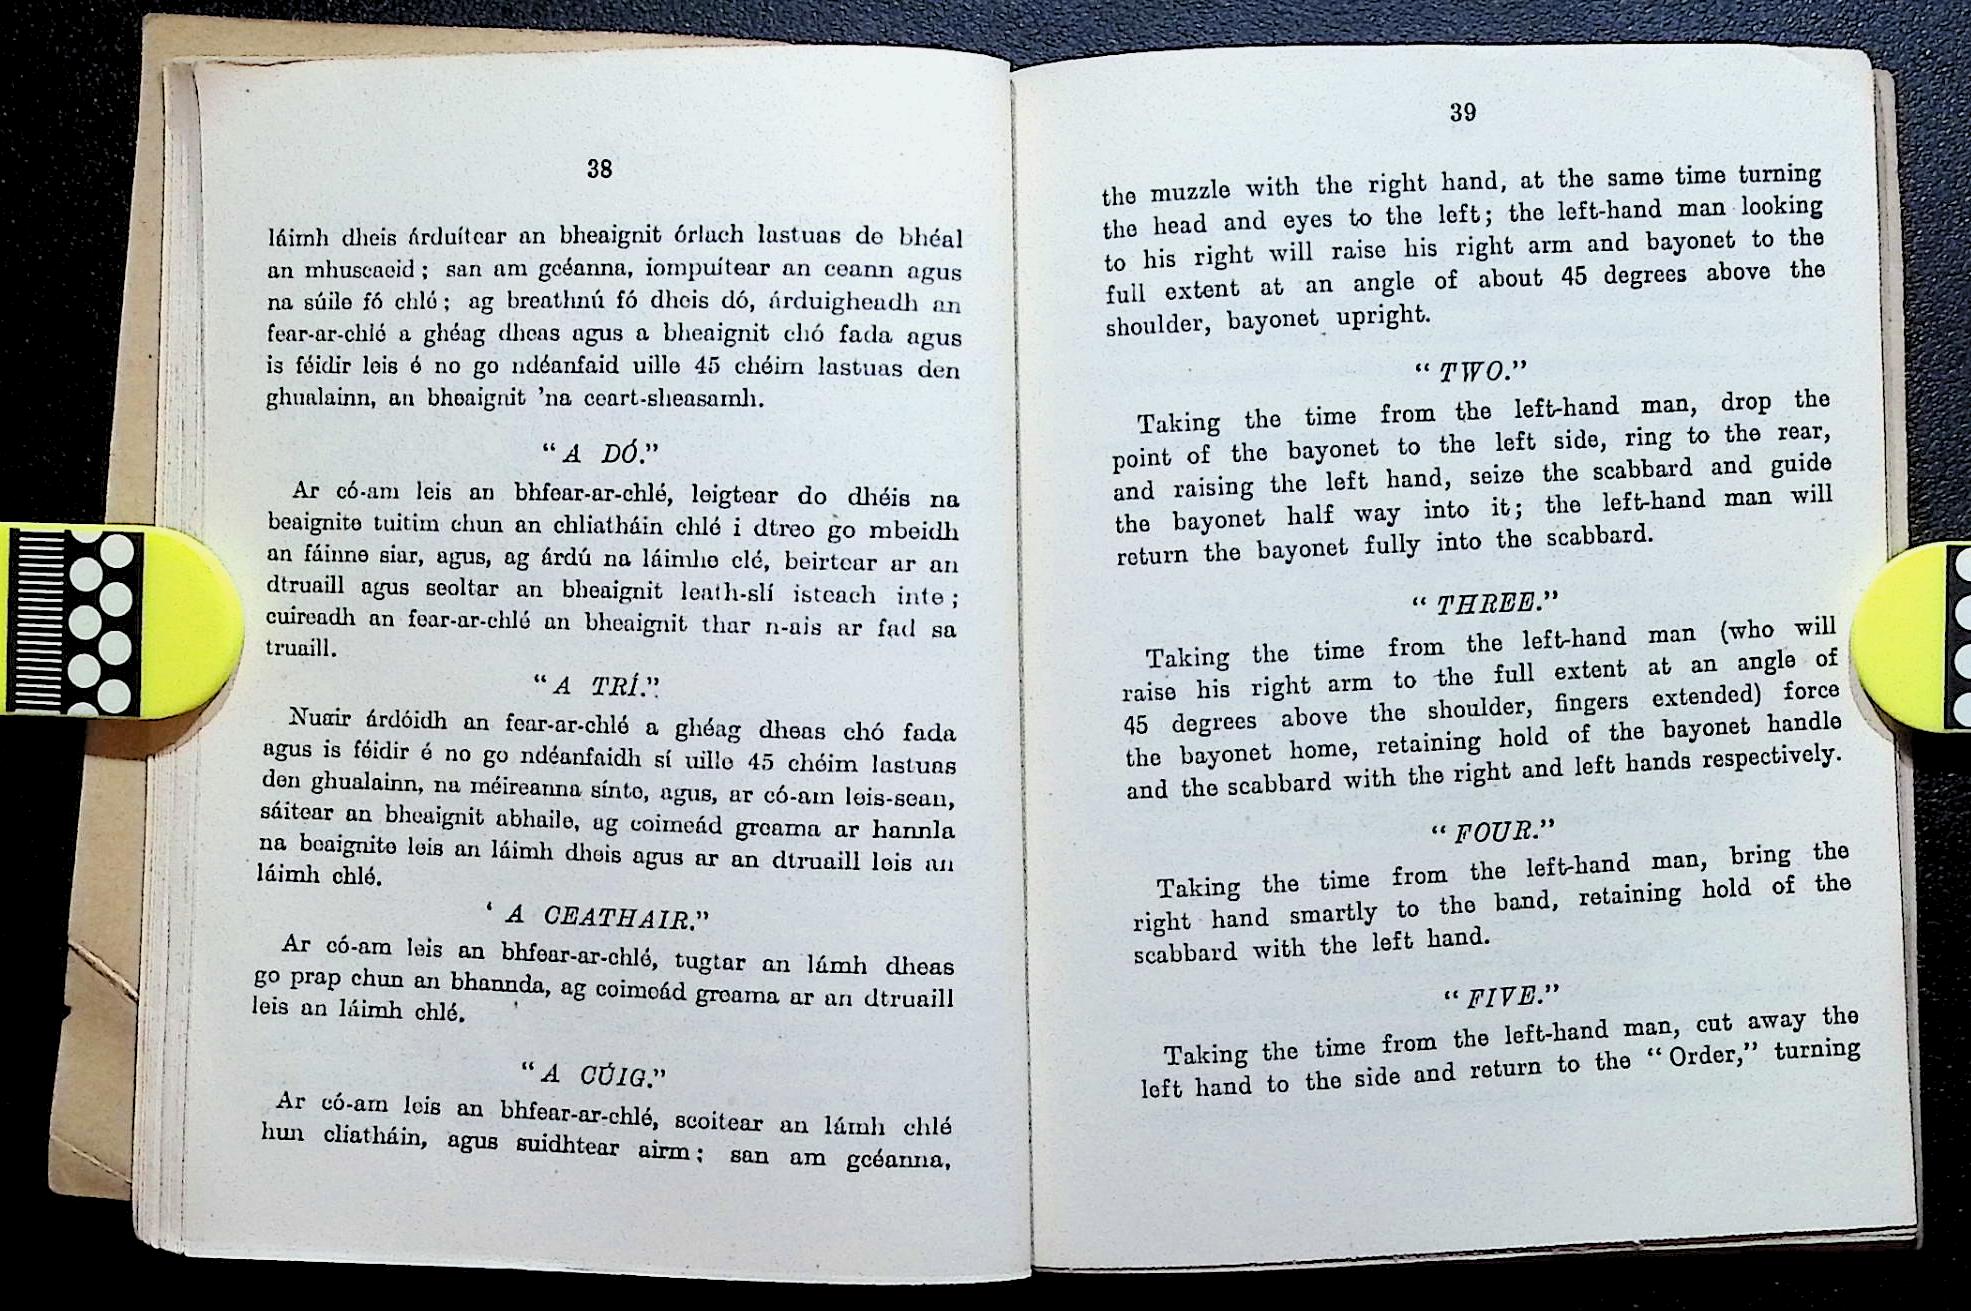 38
láimh dheis árduítear an bheaignit órlach lastuas de bhéal
an mhuscaeid; san am gcéanna, iompuítear an ceann agus
na súile fó chlé; ag breathnú fó dheis dó, árduigheadh an
fear-ar-chlé a ghéag dheas agus a bheaignit chó fada agus
is féidir leis é no go ndéanfaid uille 45 chéim lastuas den
ghualainn, an bheaignit 'na ceart-sheasamh.
“A DÓ.”
Ar có-am leis an bhfear-ar-chlé, leigtear do dhéis na
beaignite tuitim chun an chliatháin chlé i dtreo go mbeidh
an fáinne siar, agus, ag árdú na láimhe clé, beirtear ar an
dtruaill agus seoltar an bheaignit leath-slí isteach inte;
cuireadh an fear-ar-chlé an bheaignit thar n-ais ar fad sa
truaill.
“A TRÍ.”
Nuair árdóidh an fear-ar-chlé a ghéag dheas chó fada
agus is féidir é no go ndéanfaidh sí uille 45 chéim lastuas
den ghualainn, na méireanna sínte, agus, ar có-am leis-sean,
sáitear an bheaignit abhaile, ag coimeád greama ar hannla
na beaignite leis an láimh dheis agus ar an dtruaill leis an
láimh chlé.
‘A CEATHAIR.”
Ar có-am leis an bhfear-ar-chlé, tugtar an lámh dheas
go prap chun an bhannda, ag coimeád greama ar an dtruaill
leis an láimh chlé.
“A CÚIG.”
Ar có-am leis an bhfear-ar-chlé, scoitear an lámh chlé
hun cliatháin, agus suidhtear airm; san am gcéanna,
39
the muzzle with the right hand, at the same time turning
the head and eyes to the left; the left-hand man looking
to his right will raise his right arm and bayonet to the
full extent at an angle of about 45 degrees above the
shoulder, bayonet upright.
“TWO.”
Taking the time from the left-hand man, drop the
point of the bayonet to the left side, ring to the rear,
and raising the left hand, seize the scabbard and guide
the bayonet half way into it; the left-hand man will
return the bayonet fully into the scabbard.
“THREE.”
Taking the time from the left-hand man (who will
raise his right arm to the full extent at an angle of
45 degrees above the shoulder, fingers extended) force
the bayonet home, retaining hold of the bayonet handle
and the scabbard with the right and left hands respectively.
“FOUR.”
Taking the time from the left-hand man, bring the
right hand smartly to the band, retaining hold of the
scabbard with the left hand.
“FIVE.”
Taking the time from the left-hand man, cut away the
left hand to the side and return to the “Order,” turning